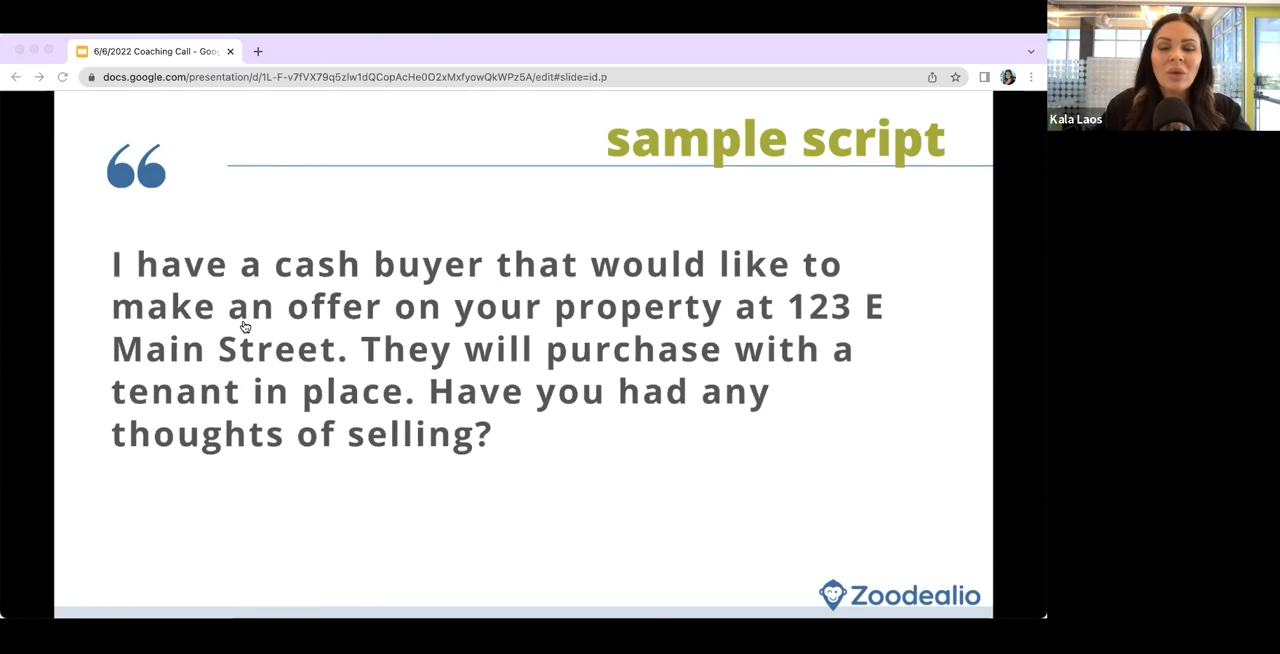 6/6/2022 Coaching Call - Goo
docs.google.com/presentation/d/1L-F-v7fVX79q5zIw1dQCopAcHe0O2xMxfyowQkWPz5A/edit#slide=id.p
Kala Laos
sample script
I have a cash buyer that would like to
make an offer on your property at 123 E
Main Street. They will purchase with a
tenant in place. Have you had any
thoughts of selling?
Zoodealio